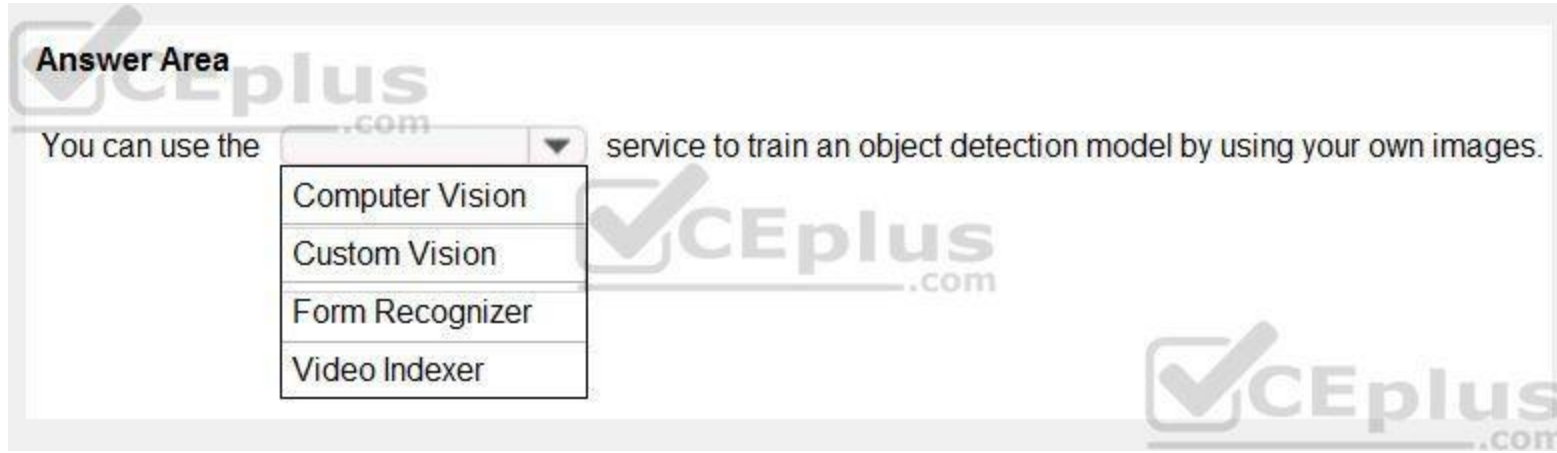 Answer Area
CEplus
.com
You can use the
service to train an object detection model by using your own images.
Computer Vision
Custom Vision
Form Recognizer
Video Indexer
CEplus
.com
CEplus
.com